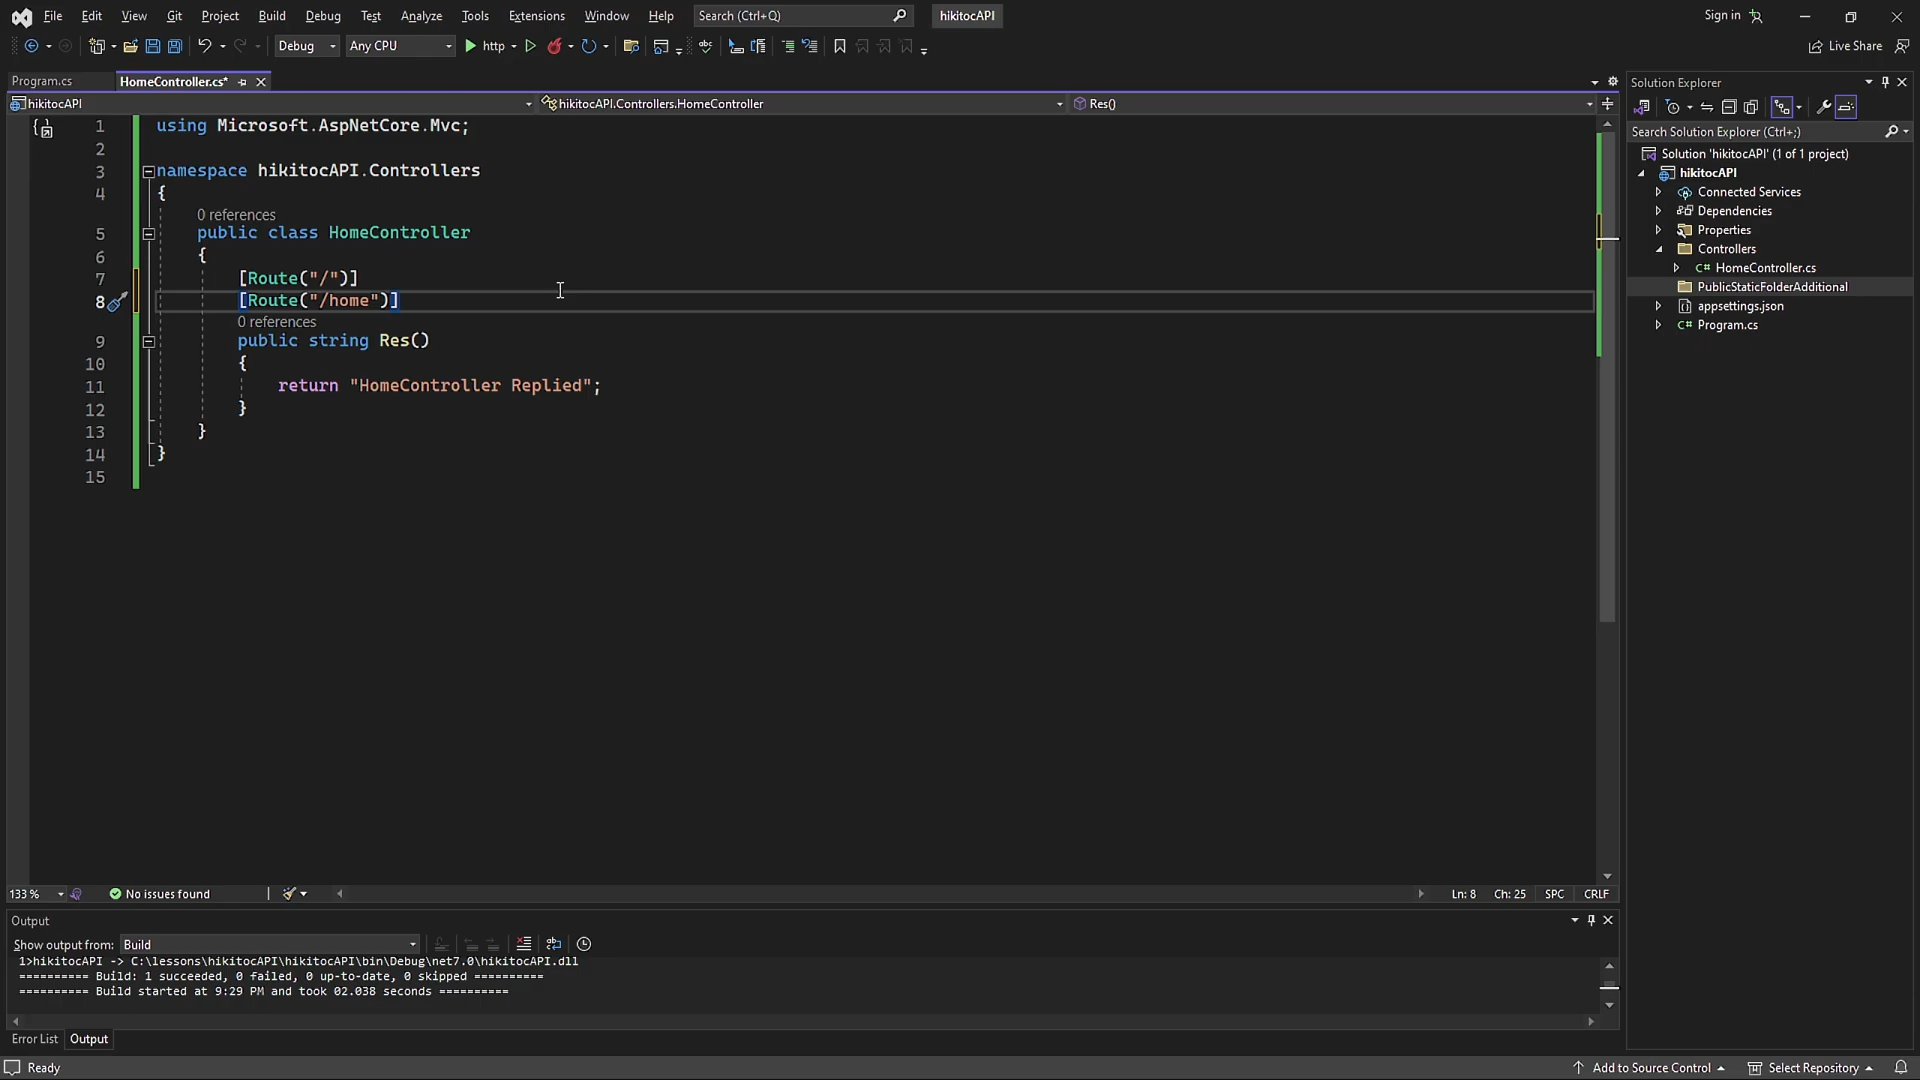 File Edit View Git Project Build Debug Test Analyze Tools Extensions Window Help Search (Ctrl+Q) hikitocAPI Sign in
Debug Any CPU http Live Share
Program.cs HomeController.cs*
hikitocAPI hikitocAPI.Controllers.HomeController Res()
1 using Microsoft.AspNetCore.Mvc;
2
3 namespace hikitocAPI.Controllers
4 {
0 references
5 public class HomeController
6 {
7 [Route("/")]
8 [Route("/home")]
0 references
9 public string Res()
10 {
11 return "HomeController Replied";
12 }
13 }
14 }
15
133 % No issues found Ln: 8 Ch: 25 SPC CRLF
Output
Show output from: Build
1>hikitocAPI -> C:\lessons\hikitocAPI\hikitocAPI\bin\Debug\net7.0\hikitocAPI.dll
========== Build: 1 succeeded, 0 failed, 0 up-to-date, 0 skipped ==========
========== Build started at 9:29 PM and took 02.038 seconds ==========
Error List Output
Solution Explorer
Search Solution Explorer (Ctrl+;)
Solution 'hikitocAPI' (1 of 1 project)
hikitocAPI
Connected Services
Dependencies
Properties
Controllers
C# HomeController.cs
PublicStaticFolderAdditional
appsettings.json
C# Program.cs
Ready Add to Source Control Select Repository